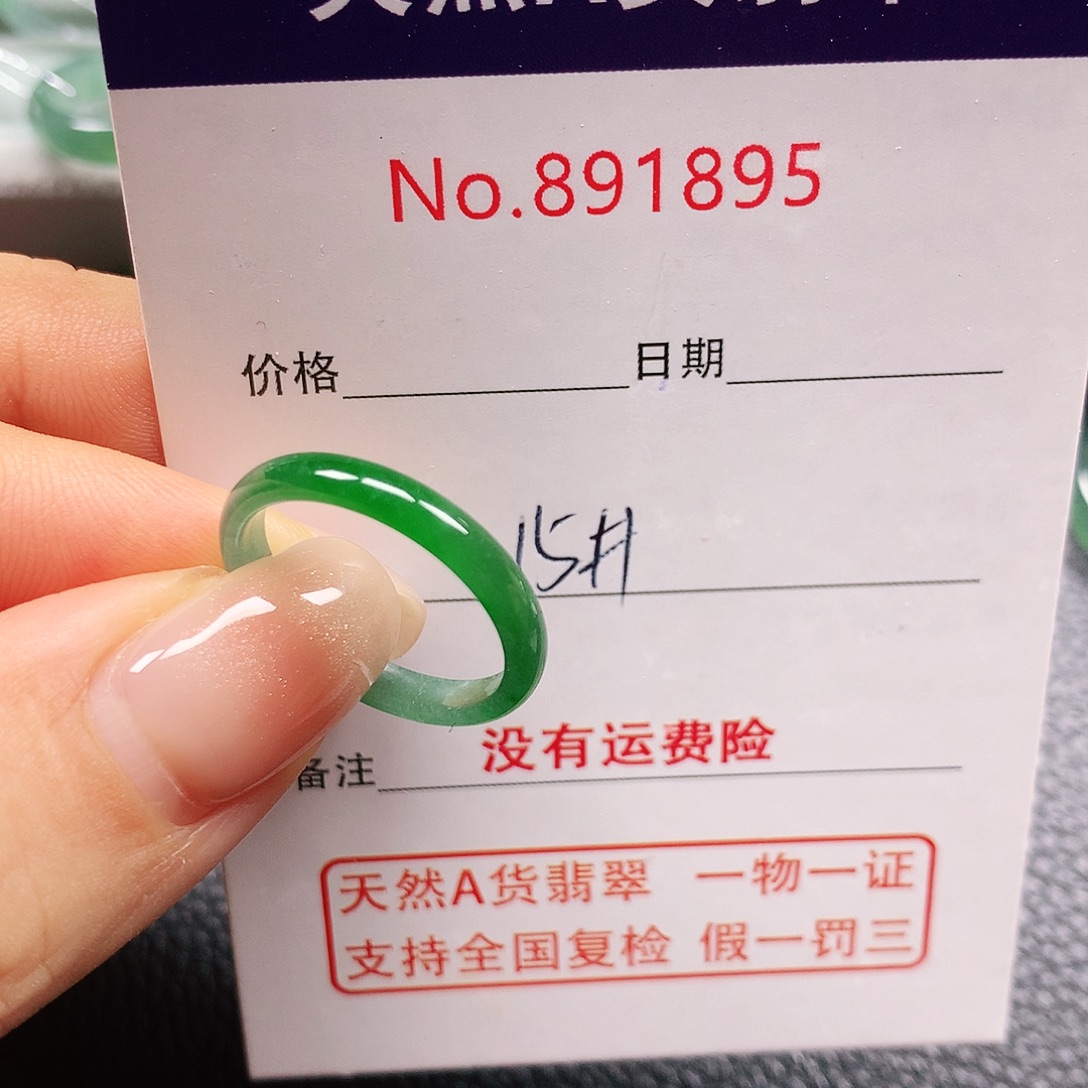 No.891895
价格 日期
15#
备注 没有运费险
天然A货翡翠 一物一证
支持全国复检 假一罚三